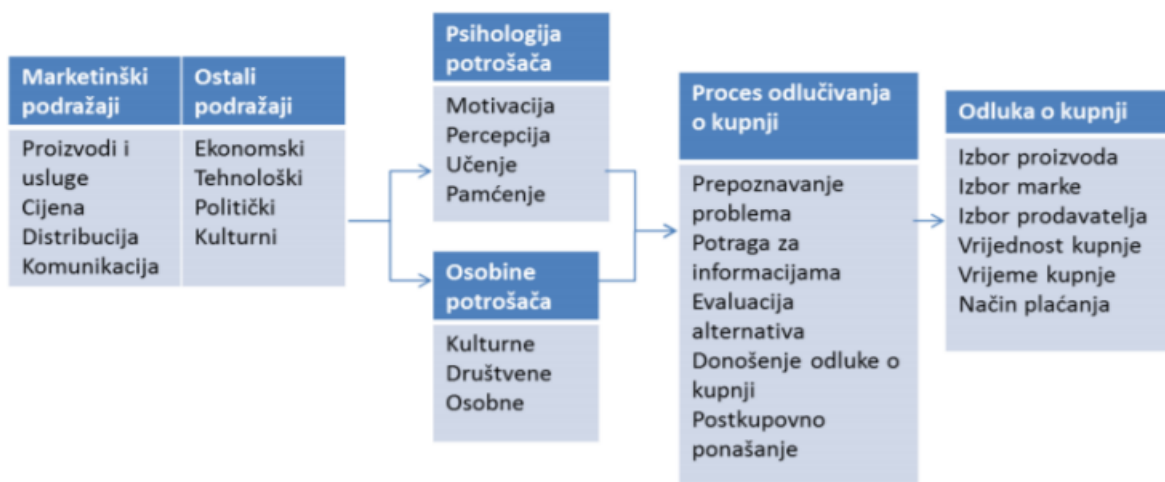 Marketinški
podražaji
Proizvodi i
usluge
Cijena
Distribucija
Komunikacija
Ostali
podražaji
Ekonomski
Tehnološki
Politički
Kulturni
Psihologija
potrošača
Motivacija
Percepcija
Učenje
Pamćenje
Osobine
potrošača
Kulturne
Društvene
Osobne
Proces odlučivanja
o kupnji
Prepoznavanje
problema
Potraga za
informacijama
Evaluacija
alternativa
Donošenje odluke o
kupnji
Postkupovno
ponašanje
Odluka o kupnji
Izbor proizvoda
Izbor marke
Izbor prodavatelja
Vrijednost kupnje
Vrijeme kupnje
Način plaćanja